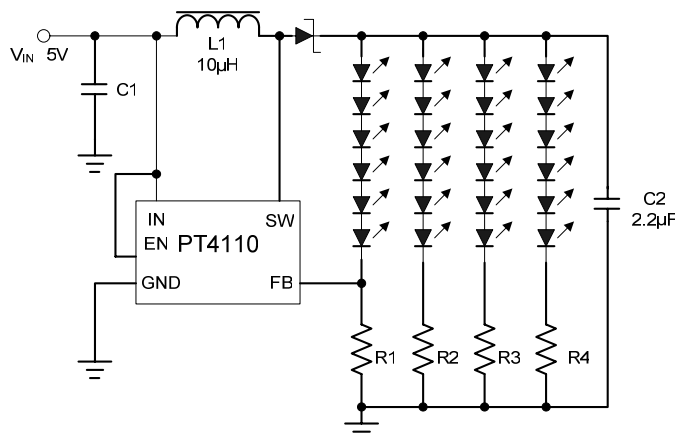 VIN 5V
C1
L1
10µH
IN
SW
EN
PT4110
GND
FB
R1
R2
R3
R4
C2
2.2µF